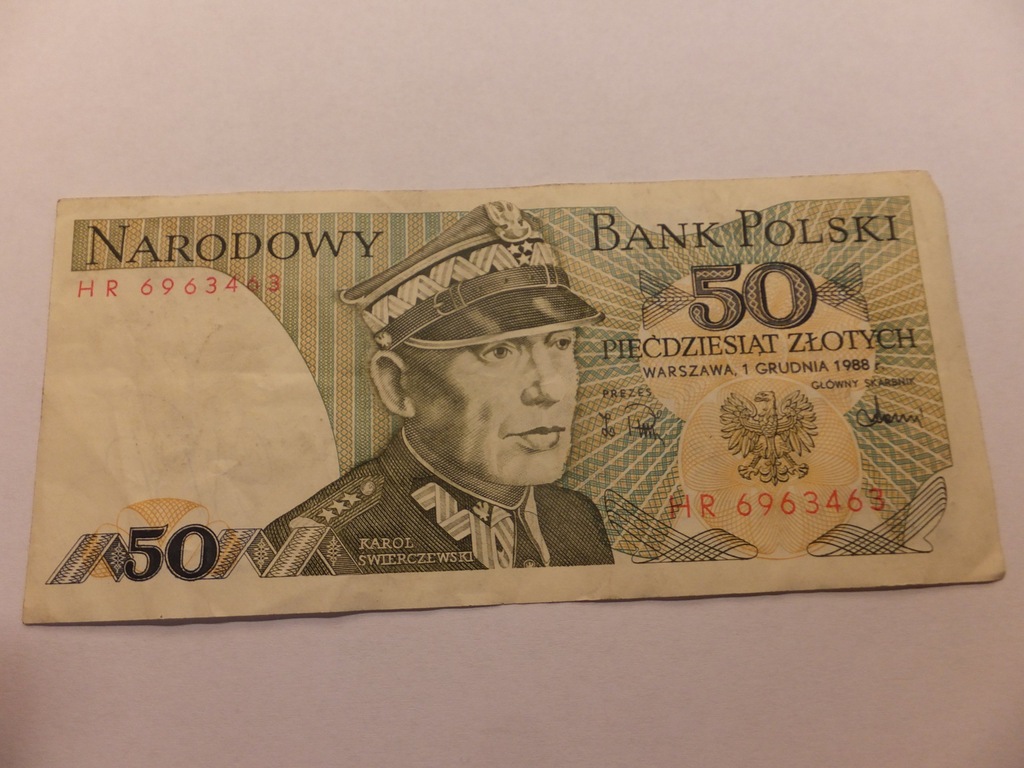 NARODOWY BANK POLSKI
HR 6963463
50
PIĘĆDZIESIĄT ZŁOTYCH
WARSZAWA, 1 GRUDNIA 1988 r.
PREZES
GŁÓWNY SKARBNIK
HR 6963463
50
KAROL
ŚWIERCZEWSKI